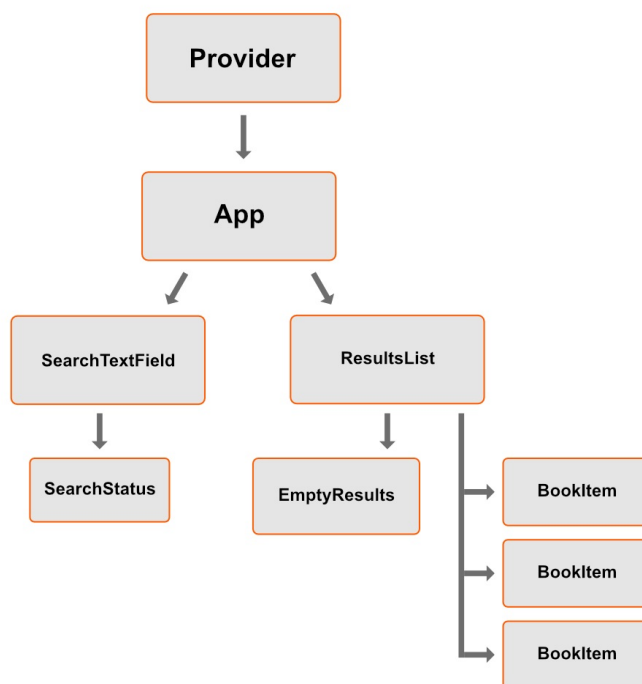 Provider
App
SearchTextField
ResultsList
SearchStatus
EmptyResults
BookItem
BookItem
BookItem